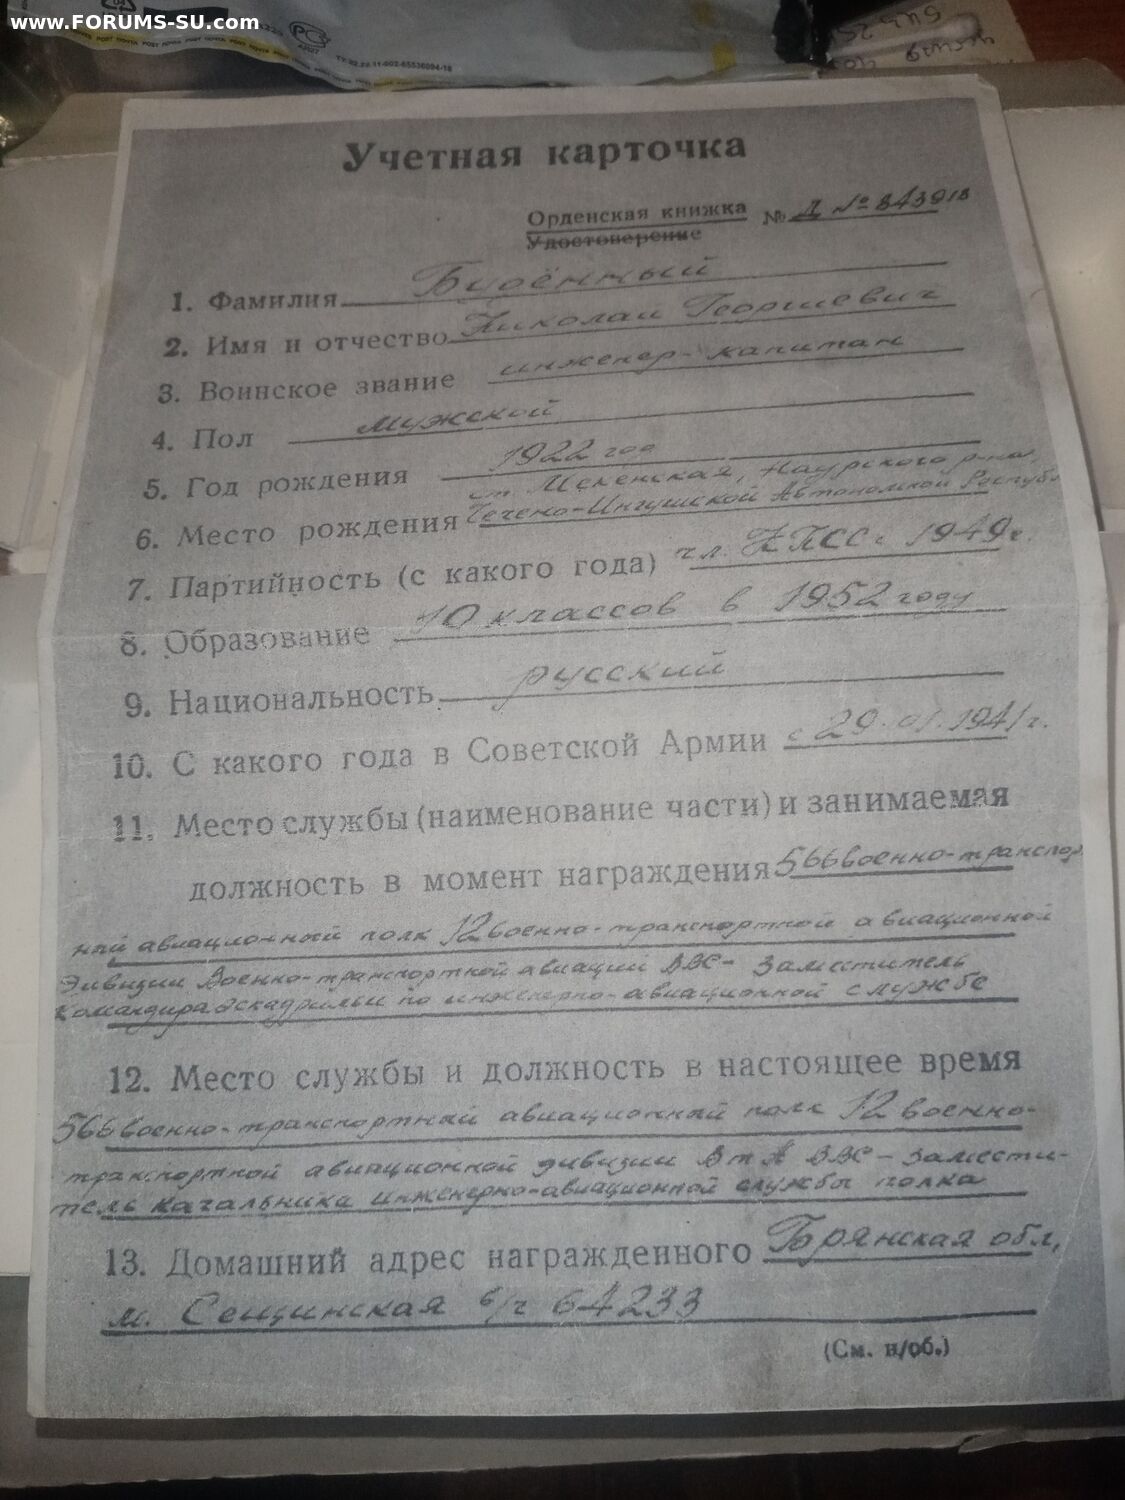 www.FORUMS-SU.com
Учетная карточка
Орденская книжка № Д № 843918
Удостоверение
1. Фамилия Будённый
2. Имя и отчество Николай Георгиевич
3. Воинское звание инженер-капитан
4. Пол мужской
5. Год рождения 1922 год
ст. Мекенская, Наурского р-на,
6. Место рождения Чечено-Ингушской Автономной Республ
7. Партийность (с какого года) чл. КПСС с 1949 г.
8. Образование 10 классов в 1952 году
9. Национальность русский
10. С какого года в Советской Армии с 29.01.1941 г.
11. Место службы (наименование части) и занимаемая
должность в момент награждения 566 военно-транспорт
ный авиационный полк 12 военно-транспортной авиационной
дивизии Военно-транспортной авиации ВВС - Заместитель
командира эскадрильи по инженерно-авиационной службе
12. Место службы и должность в настоящее время
566 военно-транспортный авиационный полк 12 военно-
транспортной авиационной дивизии ВТА ВВС - Замести-
тель начальника инженерно-авиационной службы полка
13. Домашний адрес награжденного Брянская обл,
м. Сещинская в/ч 64233
(См. н/об.)